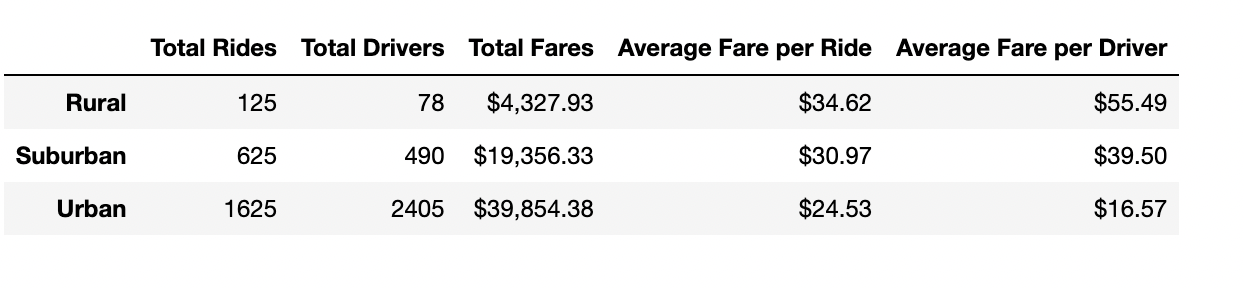 Total Rides Total Drivers Total Fares Average Fare per Ride Average Fare per Driver
Rural 125 78 $4,327.93 $34.62 $55.49
Suburban 625 490 $19,356.33 $30.97 $39.50
Urban 1625 2405 $39,854.38 $24.53 $16.57